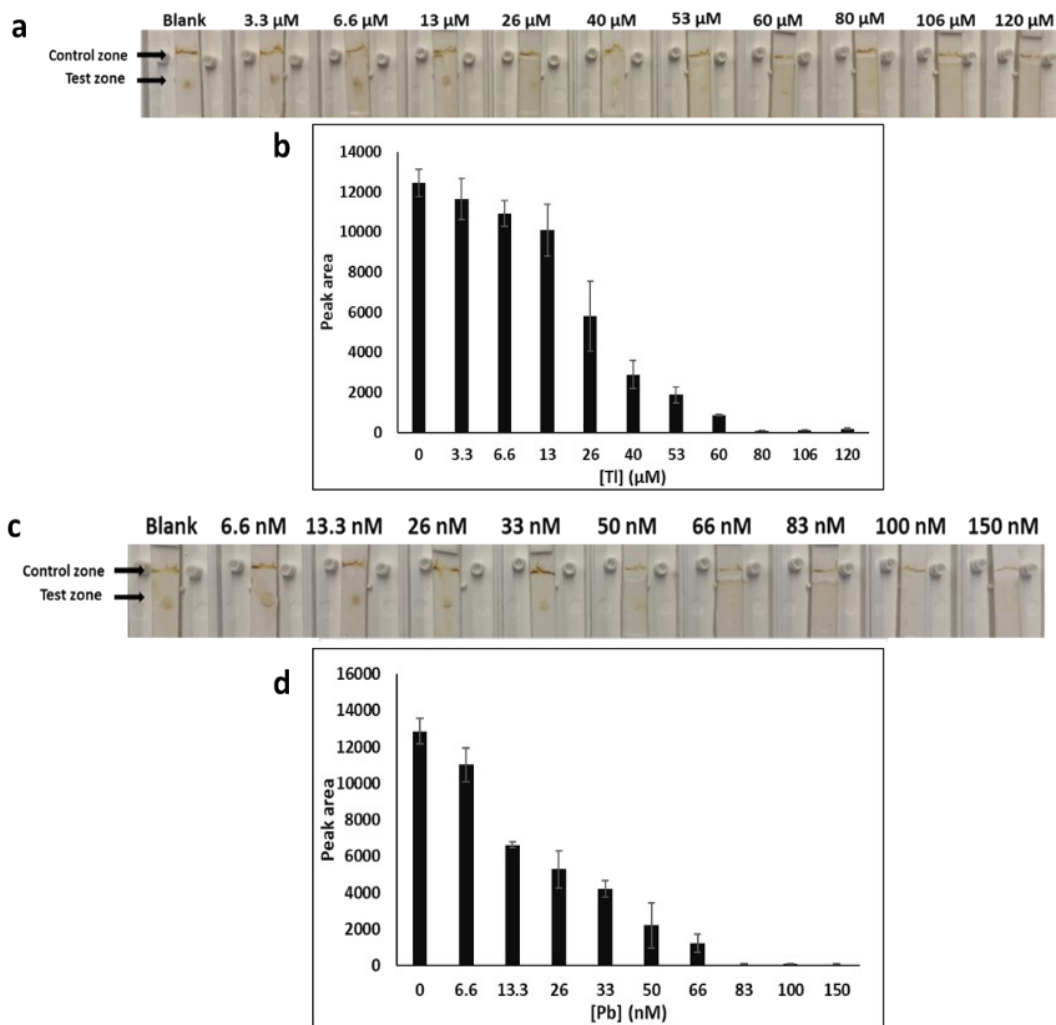 a
Blank 3.3 µM 6.6 µM 13 µM 26 µM 40 µM 53 µM 60 µM 80 µM 106 µM 120 µM
Control zone
Test zone
b
14000
12000
10000
8000
6000
4000
2000
0
Peak area
0 3.3 6.6 13 26 40 53 60 80 106 120
[Tl] (µM)
c
Blank 6.6 nM 13.3 nM 26 nM 33 nM 50 nM 66 nM 83 nM 100 nM 150 nM
Control zone
Test zone
d
16000
14000
12000
10000
8000
6000
4000
2000
0
Peak area
0 6.6 13.3 26 33 50 66 83 100 150
[Pb] (nM)